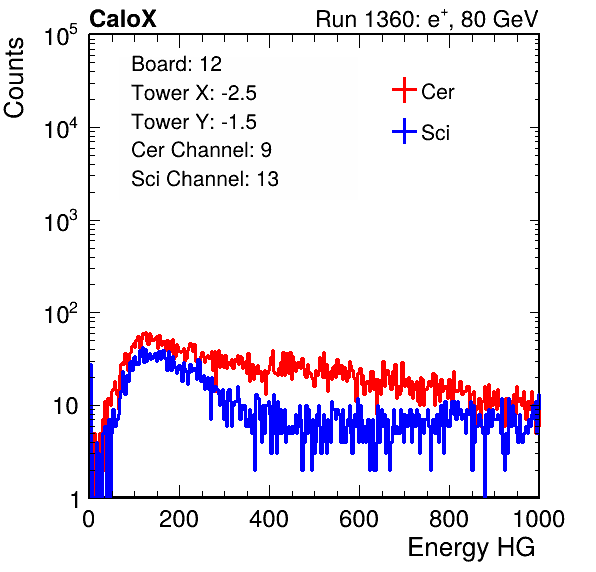 CaloX Run 1360: e⁺, 80 GeV
Counts
Board: 12
Tower X: -2.5
Tower Y: -1.5
Cer Channel: 9
Sci Channel: 13
Cer
Sci
10⁵
10⁴
10³
10²
10
1
0 200 400 600 800 1000
Energy HG